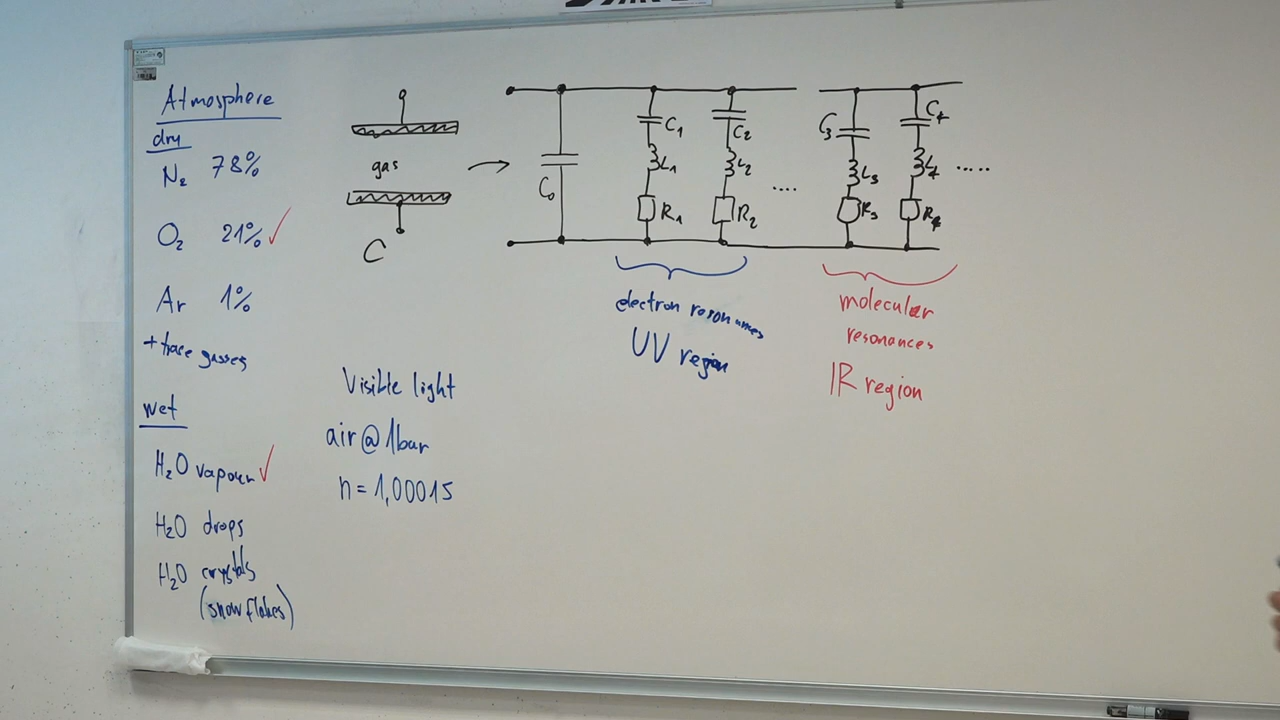 Atmosphere
dry
N2 78%
O2 21% ✓
Ar 1%
+ trace gasses
wet
H2O vapour ✓
H2O drops
H2O crystals
(snowflakes)
gas
C
C0
C1
L1
R1
C2
L2
R2
....
C3
L3
R3
C4
L4
R4
.....
electron resonances
UV region
molecular
resonances
IR region
Visible light
air @ 1bar
n = 1,00015